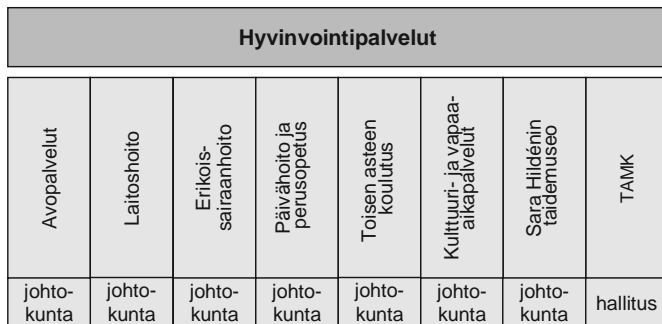 Hyvinvointipalvelut
Avopalvelut
Laitoshoito
Erikois-
sairaanhoito
Päivähoito ja
perusopetus
Toisen asteen
koulutus
Kulttuuri- ja vapaa-
aikapalvelut
Sara Hildénin
taidemuseo
TAMK
johto-
kunta
johto-
kunta
johto-
kunta
johto-
kunta
johto-
kunta
johto-
kunta
johto-
kunta
hallitus